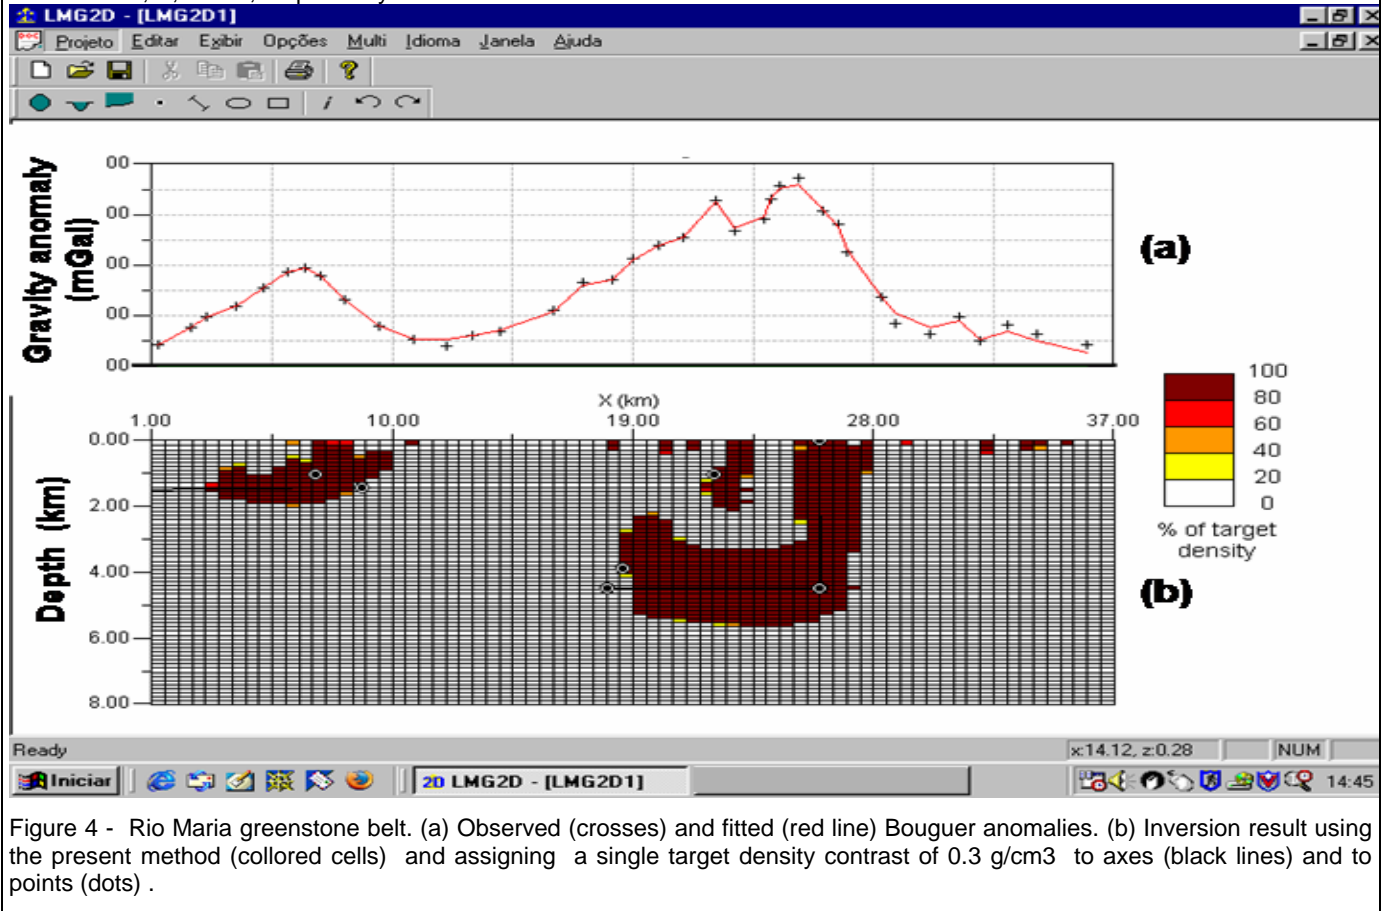 LMG2D - [LMG2D1]
Projeto Editar Exibir Opções Multi Idioma Janela Ajuda
Gravity anomaly
(mGal)
00
00
00
00
00
(a)
X (km)
1.00 10.00 19.00 28.00 37.00
Depth (km)
0.00
2.00
4.00
6.00
8.00
100
80
60
40
20
0
% of target
density
(b)
Ready x:14.12, z:0.28 NUM
Iniciar 2D LMG2D - [LMG2D1] 14:45
Figure 4 - Rio Maria greenstone belt. (a) Observed (crosses) and fitted (red line) Bouguer anomalies. (b) Inversion result using
the present method (collored cells) and assigning a single target density contrast of 0.3 g/cm3 to axes (black lines) and to
points (dots) .